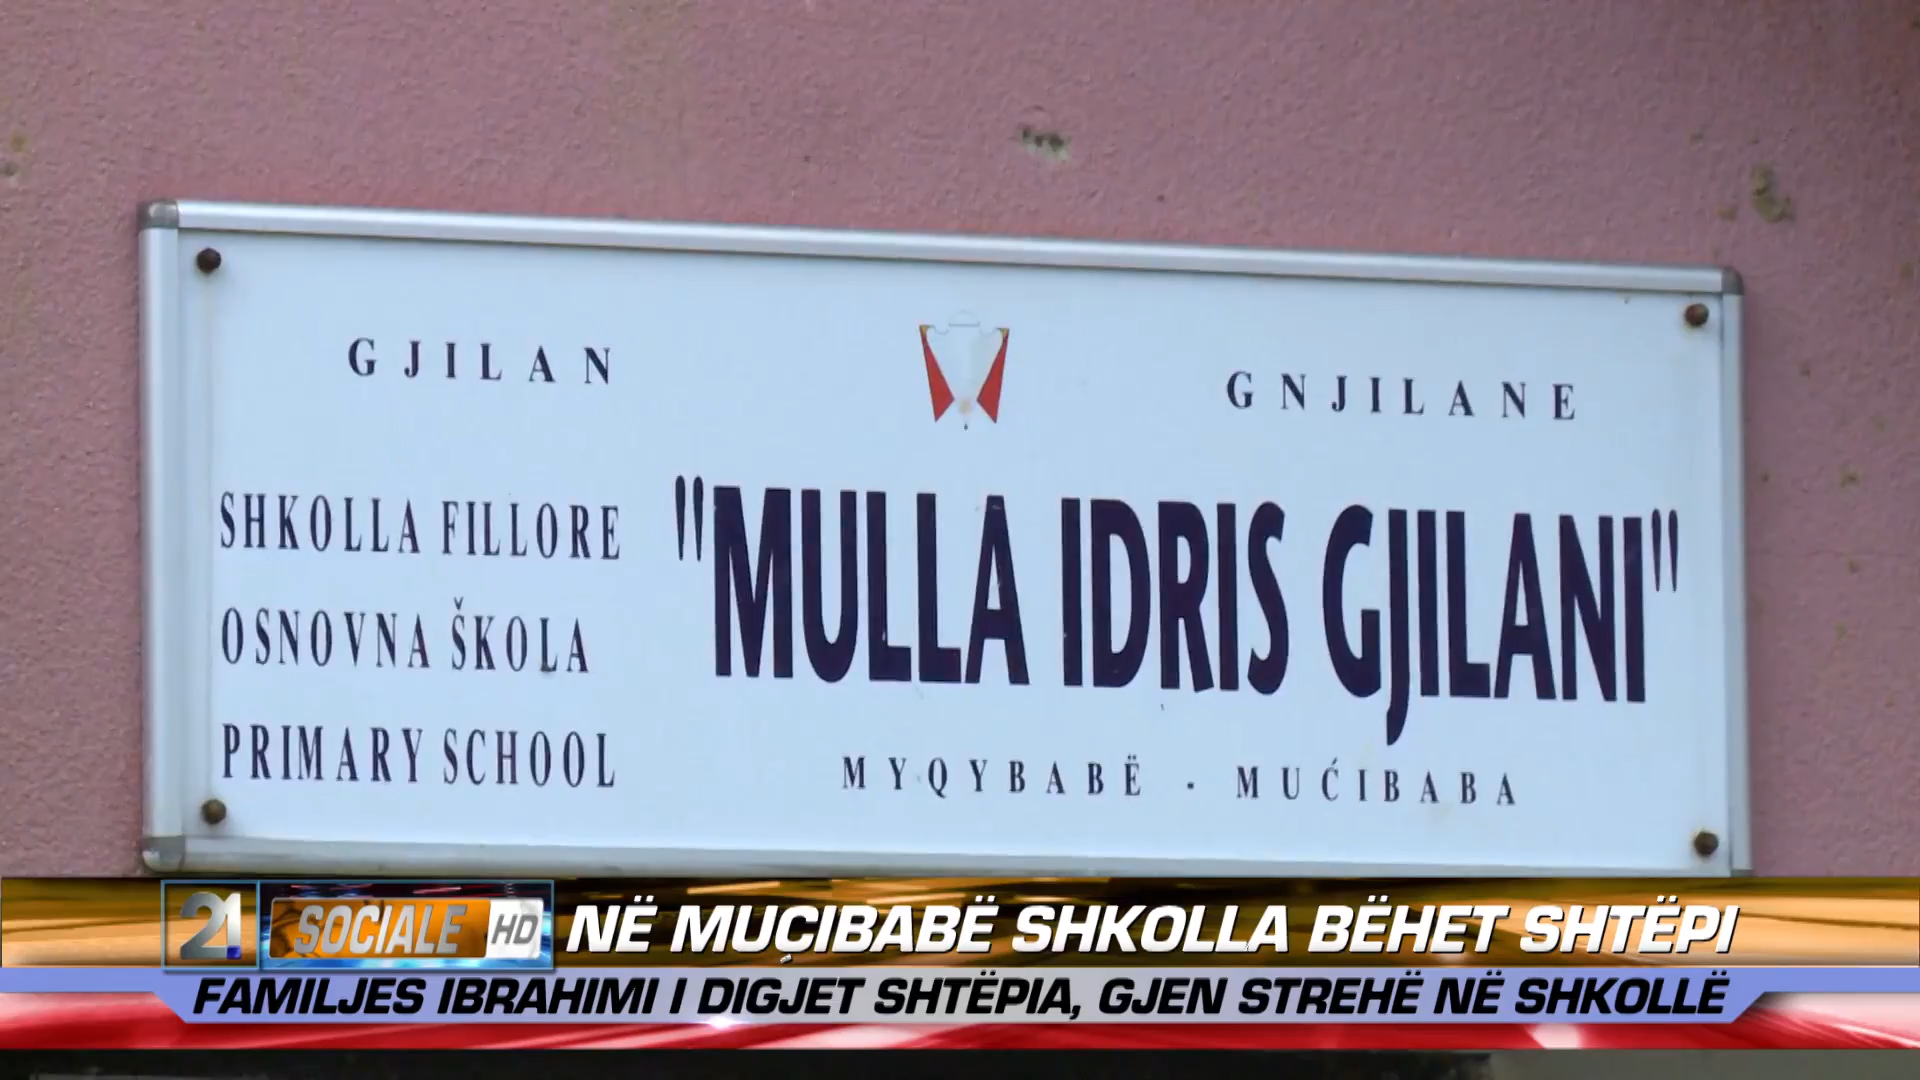 GJILAN
GNJILANE
SHKOLLA FILLORE
OSNOVNA ŠKOLA
PRIMARY SCHOOL
"MULLA IDRIS GJILANI"
MYQYBABË - MUĆIBABA
21 SOCIALE HD NË MUÇIBABË SHKOLLA BËHET SHTËPI
FAMILJES IBRAHIMI I DIGJET SHTËPIA, GJEN STREHË NË SHKOLLË